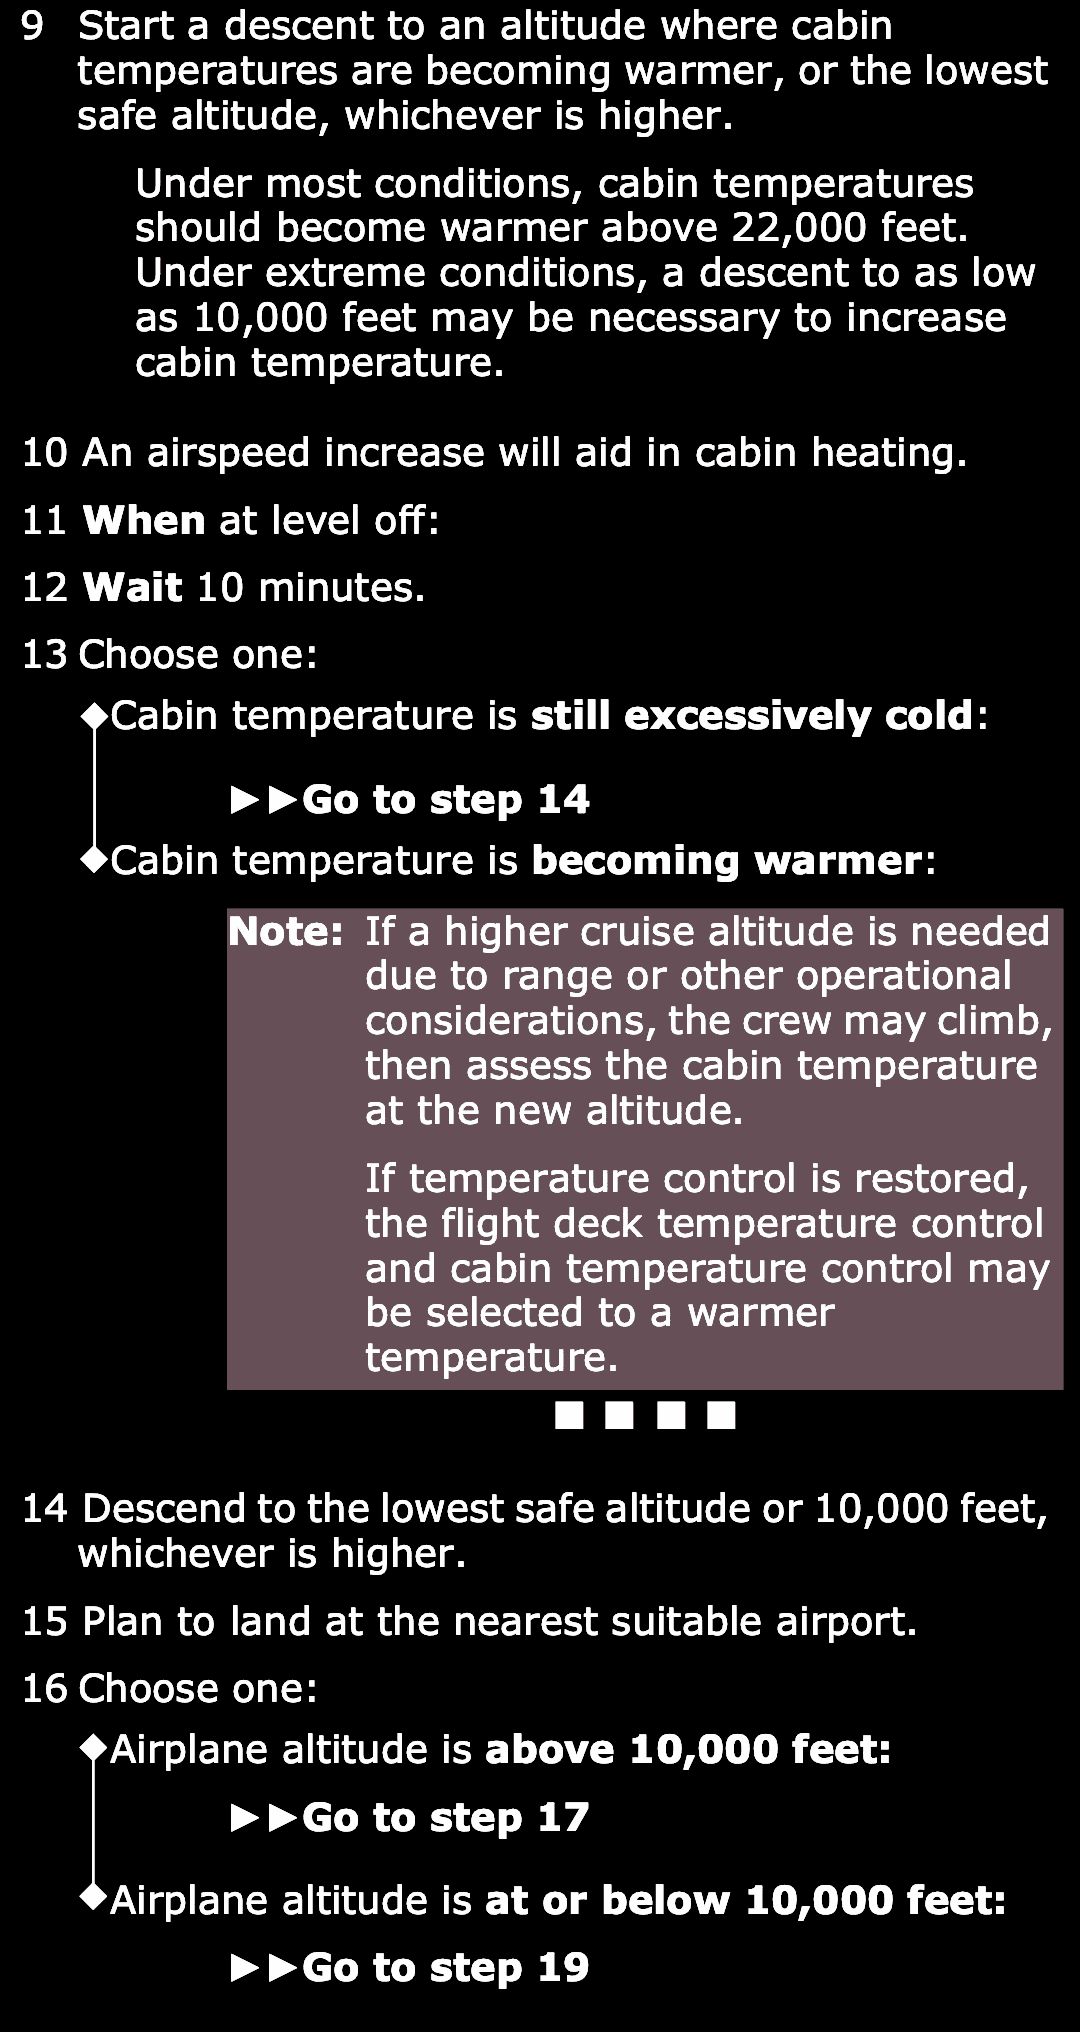 9 Start a descent to an altitude where cabin
temperatures are becoming warmer, or the lowest
safe altitude, whichever is higher.
Under most conditions, cabin temperatures
should become warmer above 22,000 feet.
Under extreme conditions, a descent to as low
as 10,000 feet may be necessary to increase
cabin temperature.
10 An airspeed increase will aid in cabin heating.
11 When at level off:
12 Wait 10 minutes.
13 Choose one:
◆Cabin temperature is still excessively cold:
►►Go to step 14
◆Cabin temperature is becoming warmer:
Note: If a higher cruise altitude is needed
due to range or other operational
considerations, the crew may climb,
then assess the cabin temperature
at the new altitude.
If temperature control is restored,
the flight deck temperature control
and cabin temperature control may
be selected to a warmer
temperature.
■ ■ ■ ■
14 Descend to the lowest safe altitude or 10,000 feet,
whichever is higher.
15 Plan to land at the nearest suitable airport.
16 Choose one:
◆Airplane altitude is above 10,000 feet:
►►Go to step 17
◆Airplane altitude is at or below 10,000 feet:
►►Go to step 19